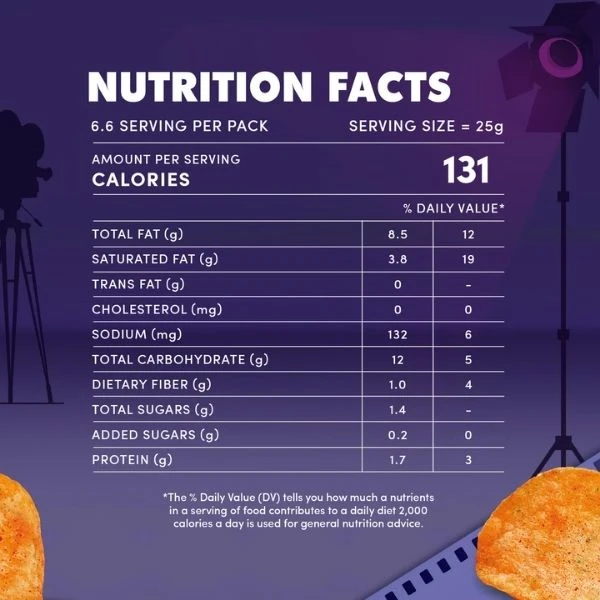 NUTRITION FACTS
6.6 SERVING PER PACK SERVING SIZE = 25g
AMOUNT PER SERVING
CALORIES 131
% DAILY VALUE*
TOTAL FAT (g) 8.5 12
SATURATED FAT (g) 3.8 19
TRANS FAT (g) 0 -
CHOLESTEROL (mg) 0 0
SODIUM (mg) 132 6
TOTAL CARBOHYDRATE (g) 12 5
DIETARY FIBER (g) 1.0 4
TOTAL SUGARS (g) 1.4 -
ADDED SUGARS (g) 0.2 0
PROTEIN (g) 1.7 3
*The % Daily Value (DV) tells you how much a nutrients
in a serving of food contributes to a daily diet 2,000
calories a day is used for general nutrition advice.